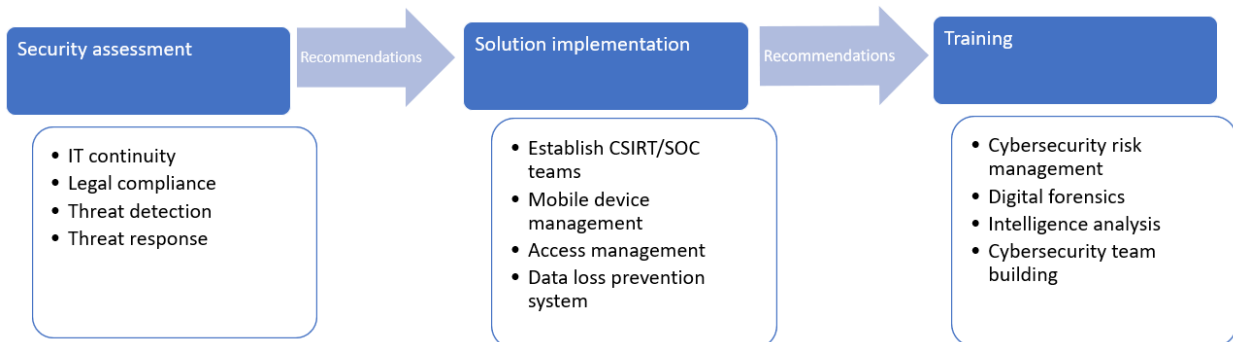 Security assessment
Recommendations
Solution implementation
Recommendations
Training
• IT continuity
• Legal compliance
• Threat detection
• Threat response
• Establish CSIRT/SOC
teams
• Mobile device
management
• Access management
• Data loss prevention
system
• Cybersecurity risk
management
• Digital forensics
• Intelligence analysis
• Cybersecurity team
building